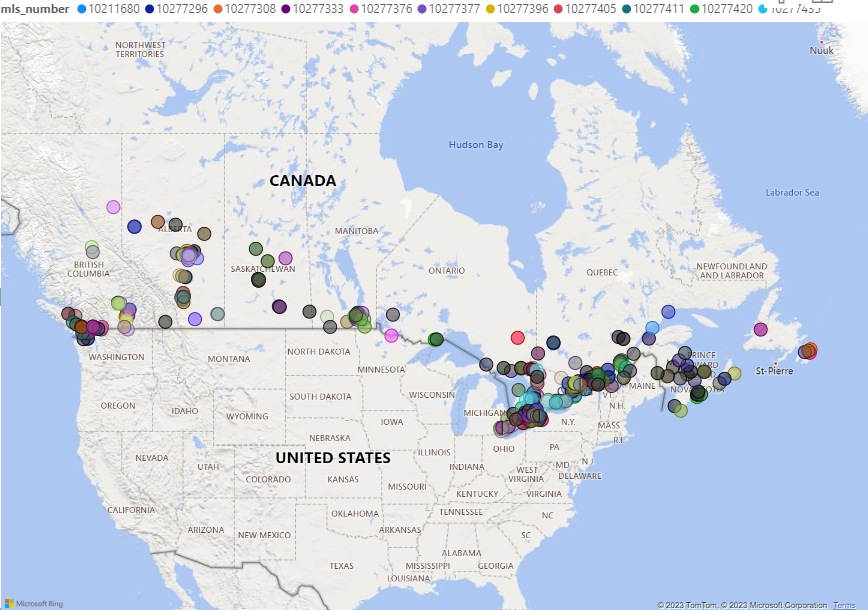 mls_number 10211680 10277296 10277308 10277333 10277376 10277377 10277396 10277405 10277411 10277420 10277435
NORTHWEST
TERRITORIES
Nuuk
Hudson Bay
CANADA
Labrador Sea
ALBERTA
MANITOBA
BRITISH
COLUMBIA
SASKATCHEWAN
ONTARIO
QUEBEC
NEWFOUNDLAND
AND LABRADOR
WASHINGTON
MONTANA
NORTH DAKOTA
MINNESOTA
PRINCE
St-Pierre
OREGON
IDAHO
WYOMING
SOUTH DAKOTA
WISCONSIN
MICHIGAN
MAINE
VT.
N.H.
N.Y.
MASS
R.I.
NEBRASKA
IOWA
ILLINOIS
INDIANA
OHIO
PA
N J
MD
DELAWARE
NEVADA
UTAH
UNITED STATES
COLORADO
KANSAS
MISSOURI
WEST
VIRGINIA
KENTUCKY
VIRGINIA
CALIFORNIA
ARIZONA
NEW MEXICO
OKLAHOMA
ARKANSAS
TENNESSEE
NC
SC
TEXAS
LOUISIANA
MISSISSIPPI
ALABAMA
GEORGIA
Microsoft Bing
© 2023 TomTom, © 2023 Microsoft Corporation Terms